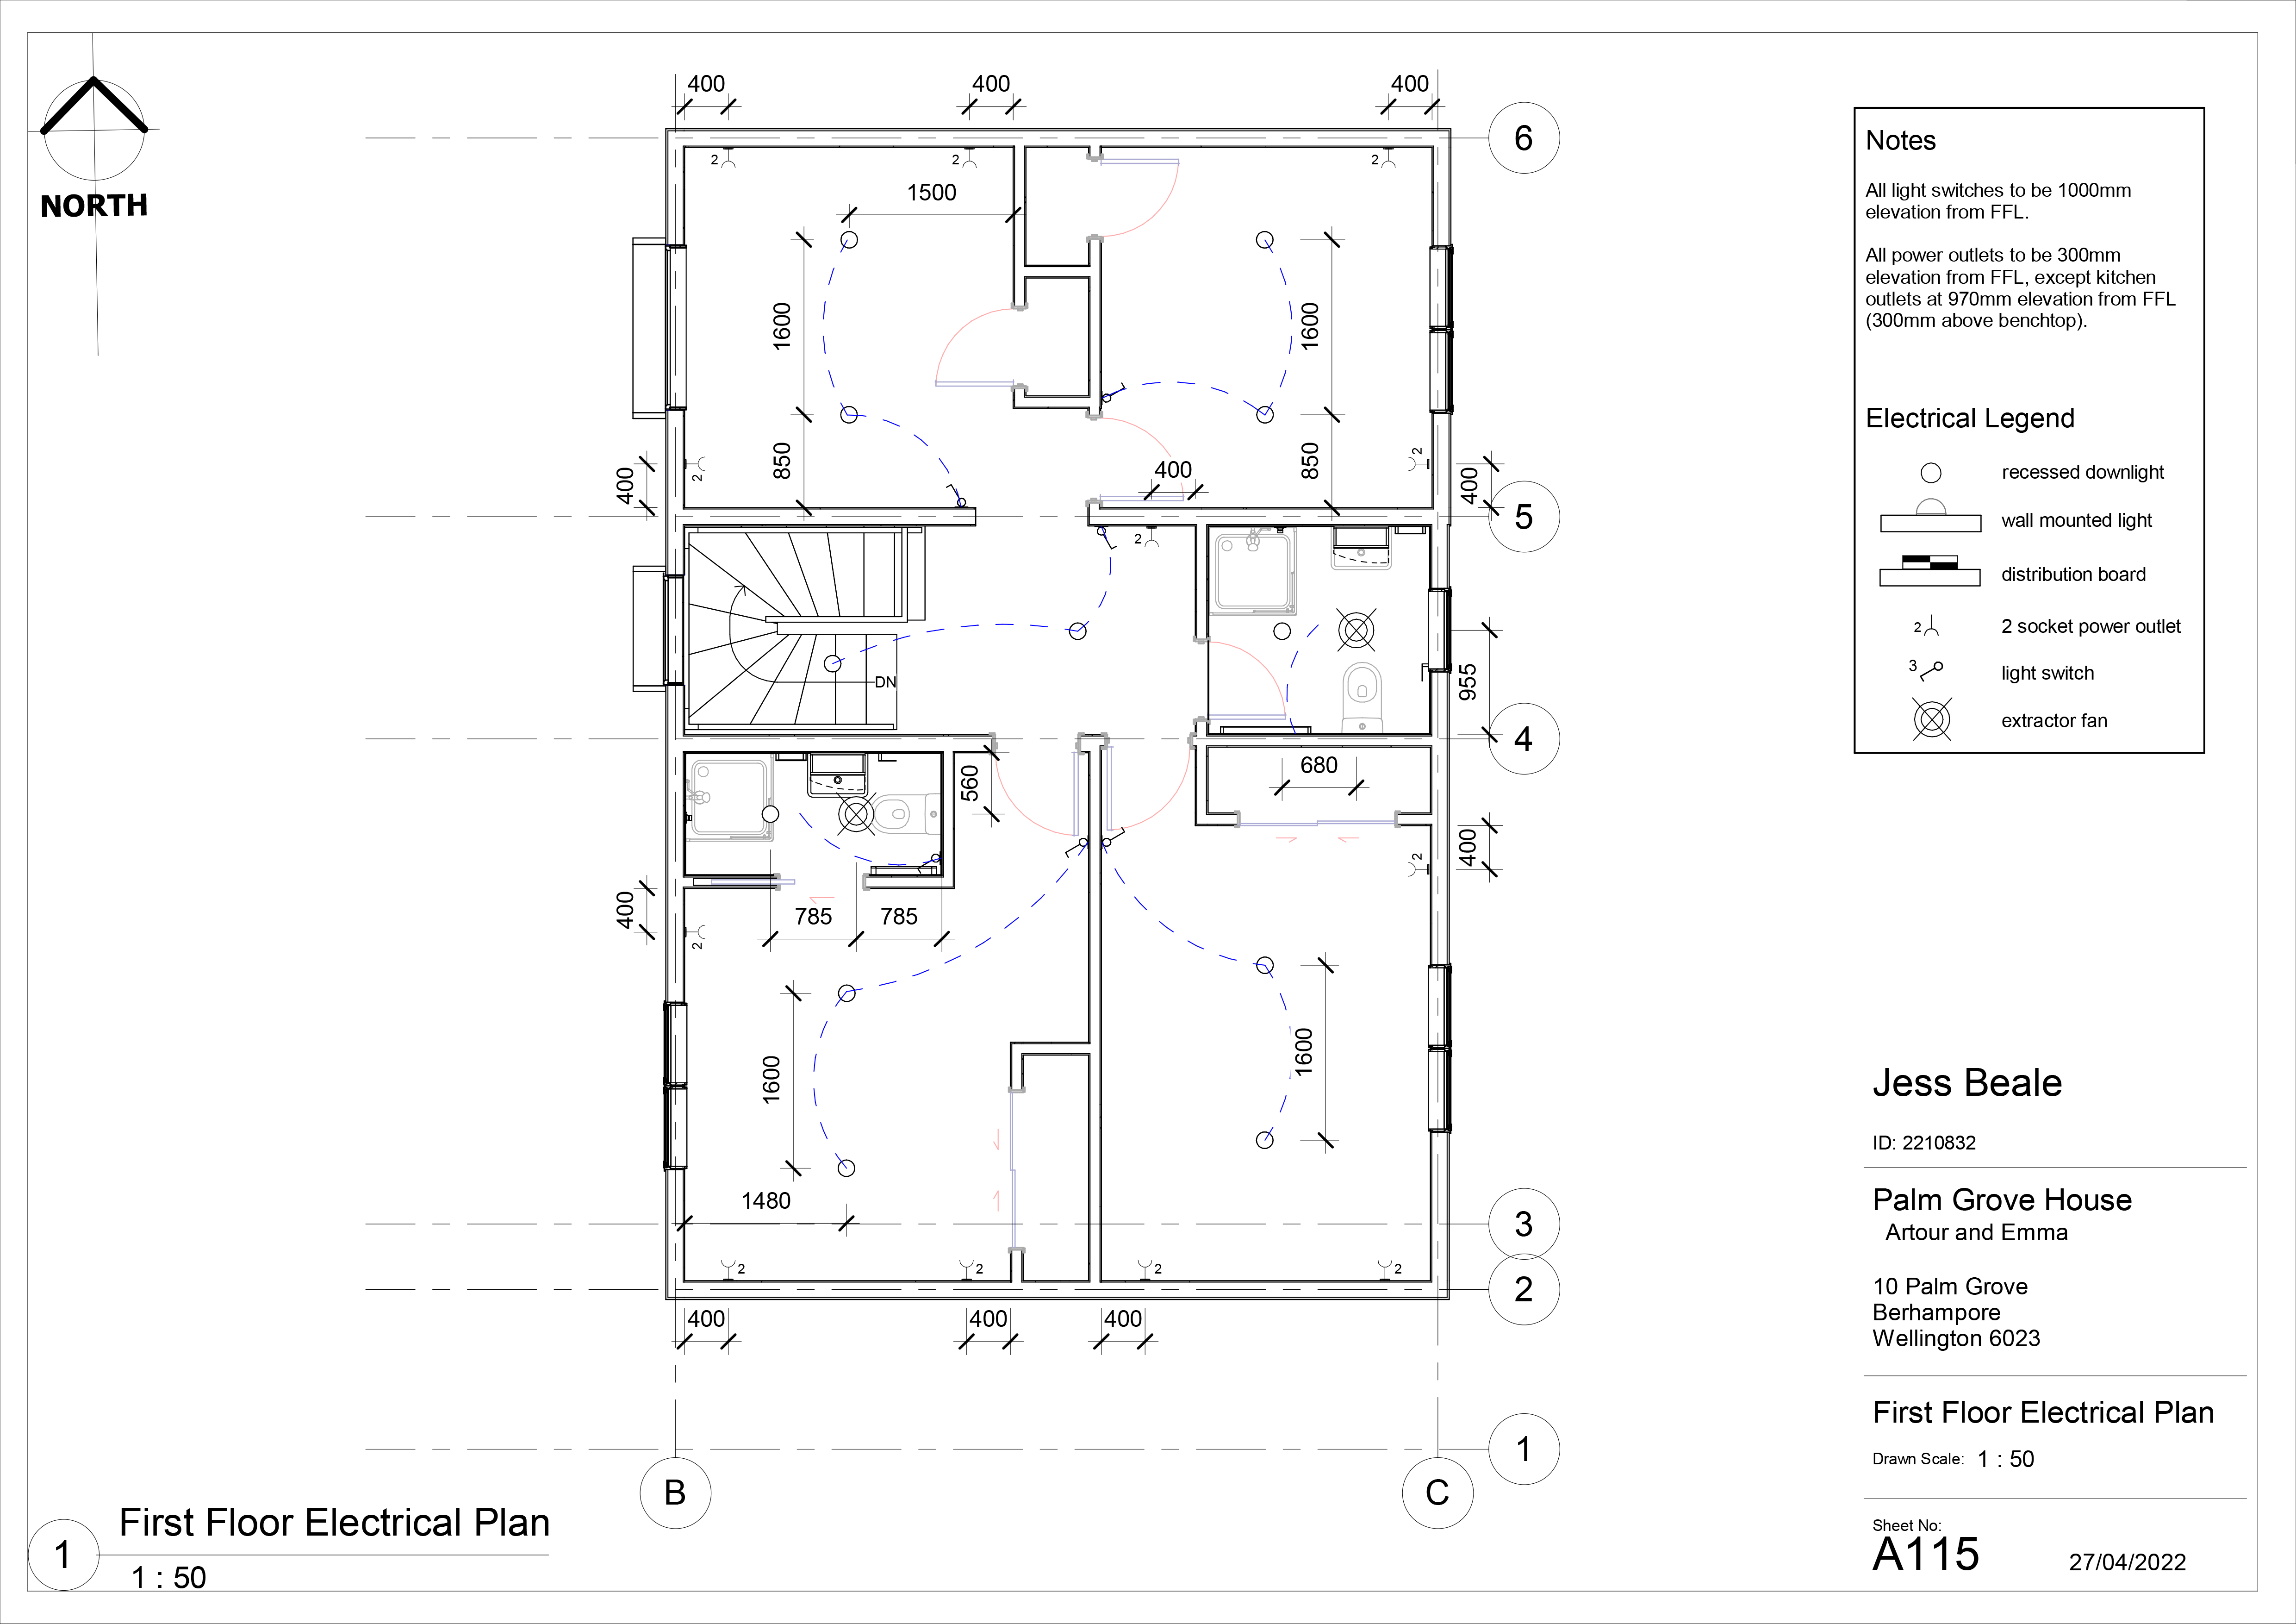 NORTH
400
400
400
6
2
2
2
1500
1600
1600
850
850
400
400
400
2
2
5
2
DN
955
4
560
680
400
2
400
2
785
785
1600
1600
1480
3
2
2
2
2
2
400
400
400
1
B
C
1
First Floor Electrical Plan
1 : 50
Notes
All light switches to be 1000mm
elevation from FFL.
All power outlets to be 300mm
elevation from FFL, except kitchen
outlets at 970mm elevation from FFL
(300mm above benchtop).
Electrical Legend
recessed downlight
wall mounted light
distribution board
2
2 socket power outlet
3
light switch
extractor fan
Jess Beale
ID: 2210832
Palm Grove House
Artour and Emma
10 Palm Grove
Berhampore
Wellington 6023
First Floor Electrical Plan
Drawn Scale: 1 : 50
Sheet No:
A115
27/04/2022